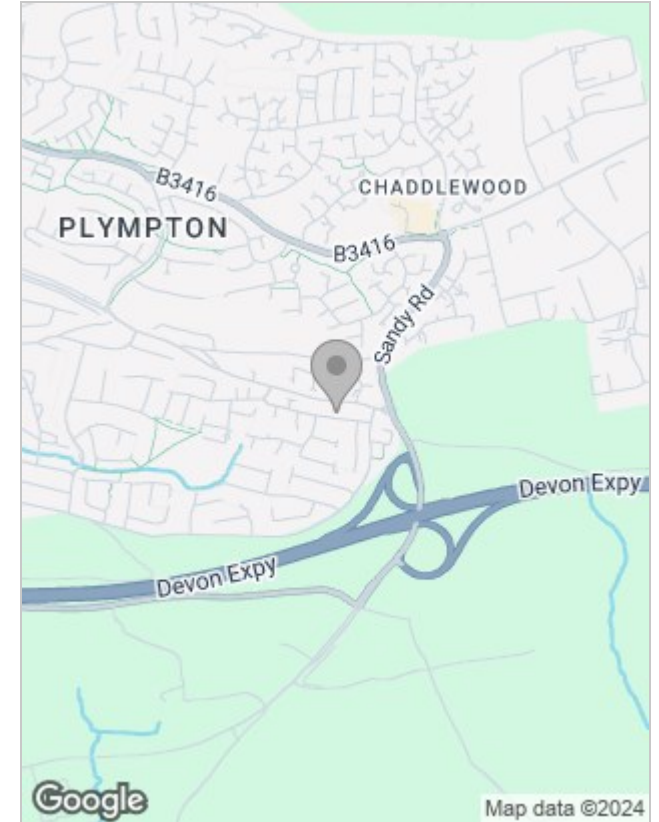 B3416
CHADDLEWOOD
PLYMPTON
B3416
Sandy Rd
Devon Expy
Devon Expy
Google
Map data ©2024